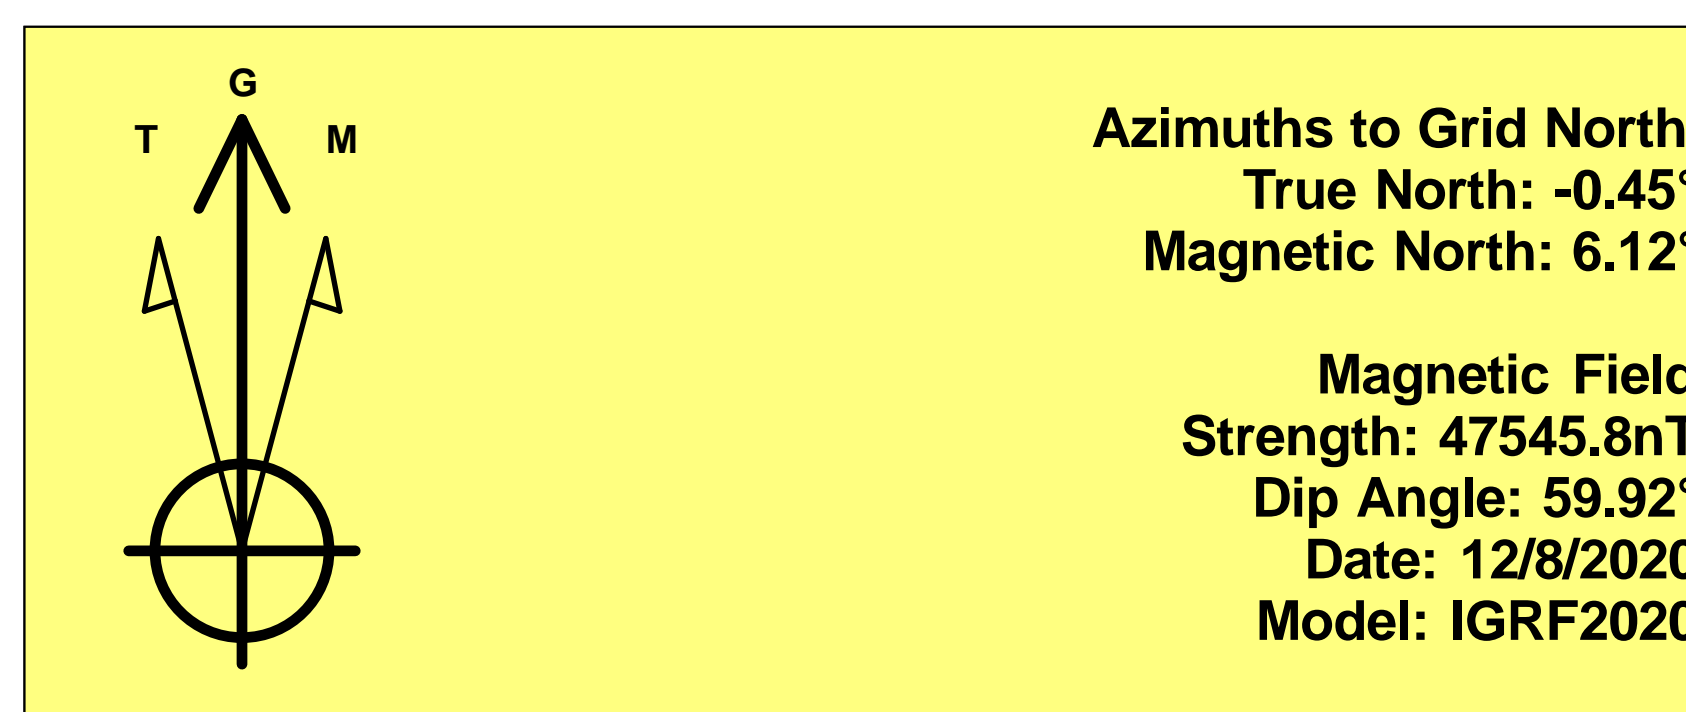 G
T M
Azimuths to Grid North
True North: -0.45°
Magnetic North: 6.12°
Magnetic Field
Strength: 47545.8nT
Dip Angle: 59.92°
Date: 12/8/2020
Model: IGRF2020